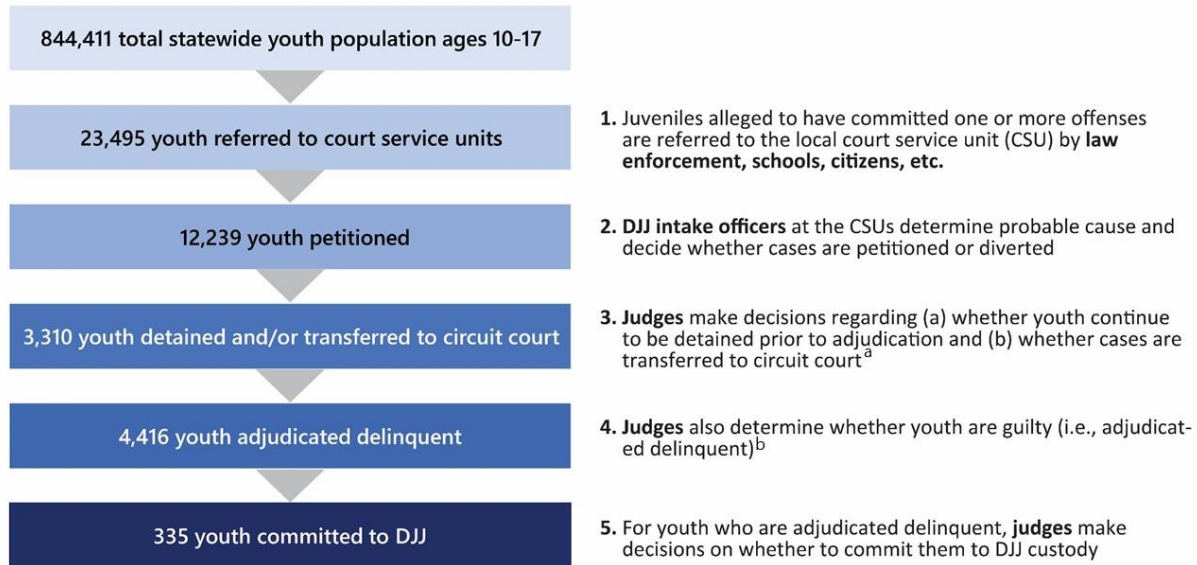 844,411 total statewide youth population ages 10-17
23,495 youth referred to court service units
1. Juveniles alleged to have committed one or more offenses
are referred to the local court service unit (CSU) by law
enforcement, schools, citizens, etc.
12,239 youth petitioned
2. DJJ intake officers at the CSUs determine probable cause and
decide whether cases are petitioned or diverted
3,310 youth detained and/or transferred to circuit court
3. Judges make decisions regarding (a) whether youth continue
to be detained prior to adjudication and (b) whether cases are
transferred to circuit court a
4,416 youth adjudicated delinquent
4. Judges also determine whether youth are guilty (i.e., adjudicat-
ed delinquent) b
335 youth committed to DJJ
5. For youth who are adjudicated delinquent, judges make
decisions on whether to commit them to DJJ custody